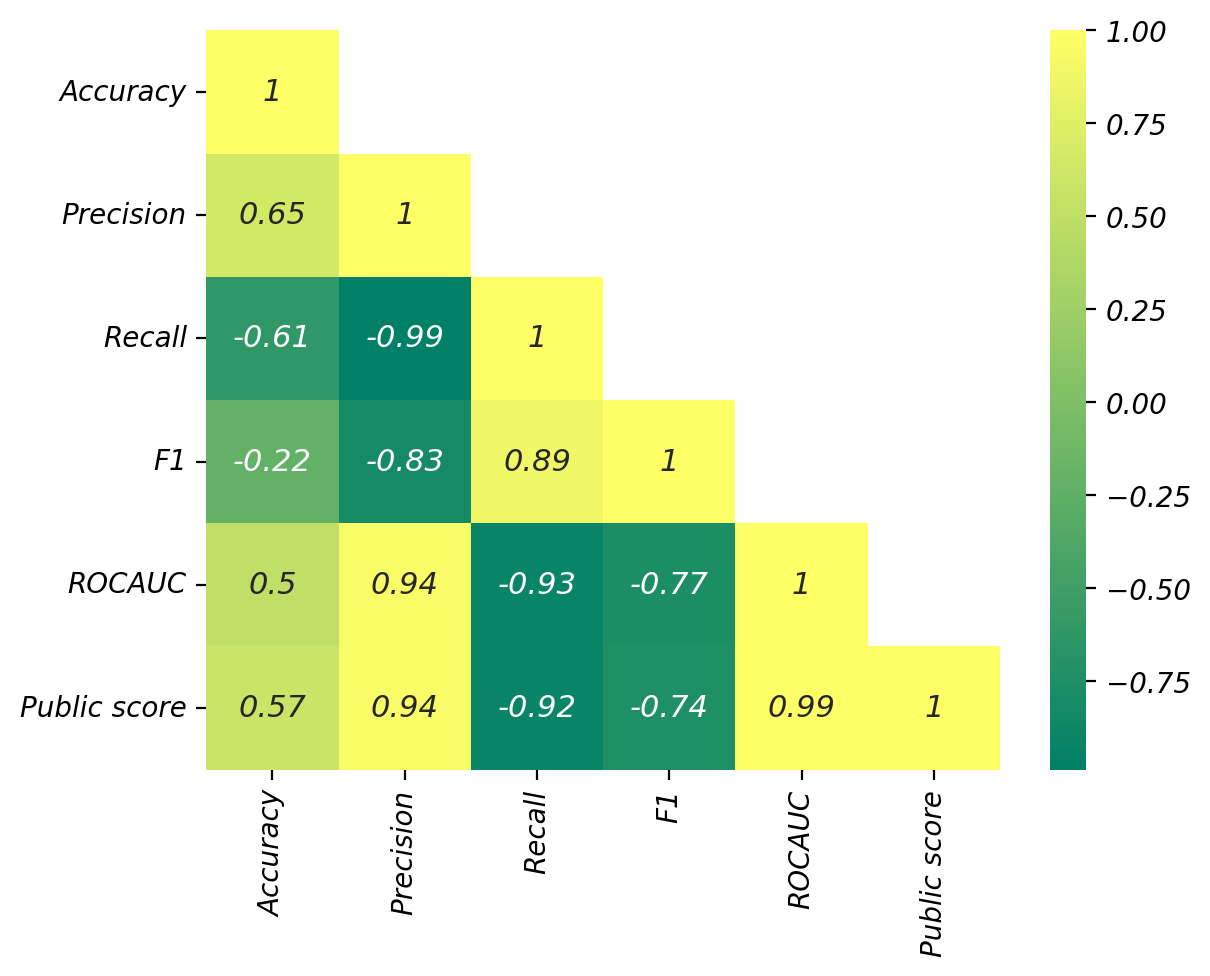 Accuracy 1 1.00
0.75
Precision 0.65 1
0.50
Recall -0.61 -0.99 1
0.25
0.00
F1 -0.22 -0.83 0.89 1
−0.25
ROCAUC 0.5 0.94 -0.93 -0.77 1
−0.50
Public score 0.57 0.94 -0.92 -0.74 0.99 1
−0.75
Accuracy
Precision
Recall
F1
ROCAUC
Public score